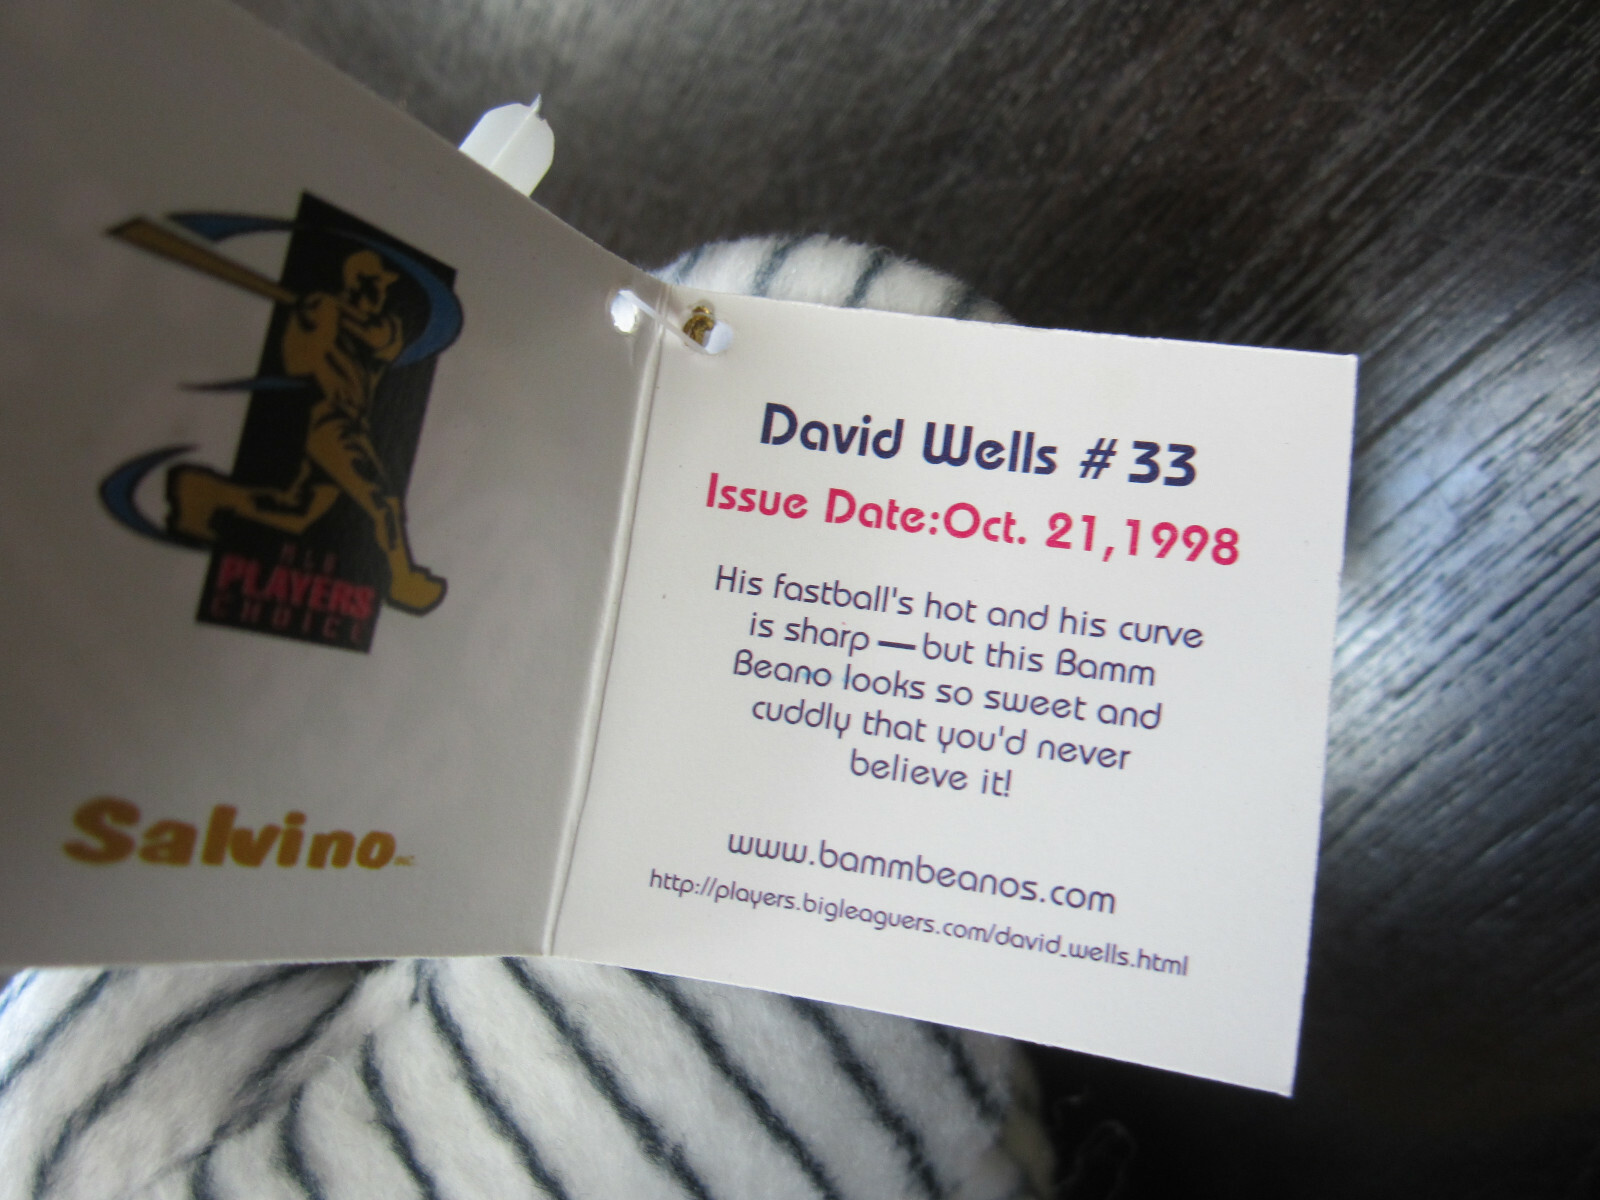 MLB
PLAYERS
CHOICE
Salvino
David Wells #33
Issue Date:Oct. 21,1998
His fastball's hot and his curve
is sharp — but this Bamm
Beano looks so sweet and
cuddly that you'd never
believe it!
www.bammbeanos.com
http://players.bigleaguers.com/david_wells.html